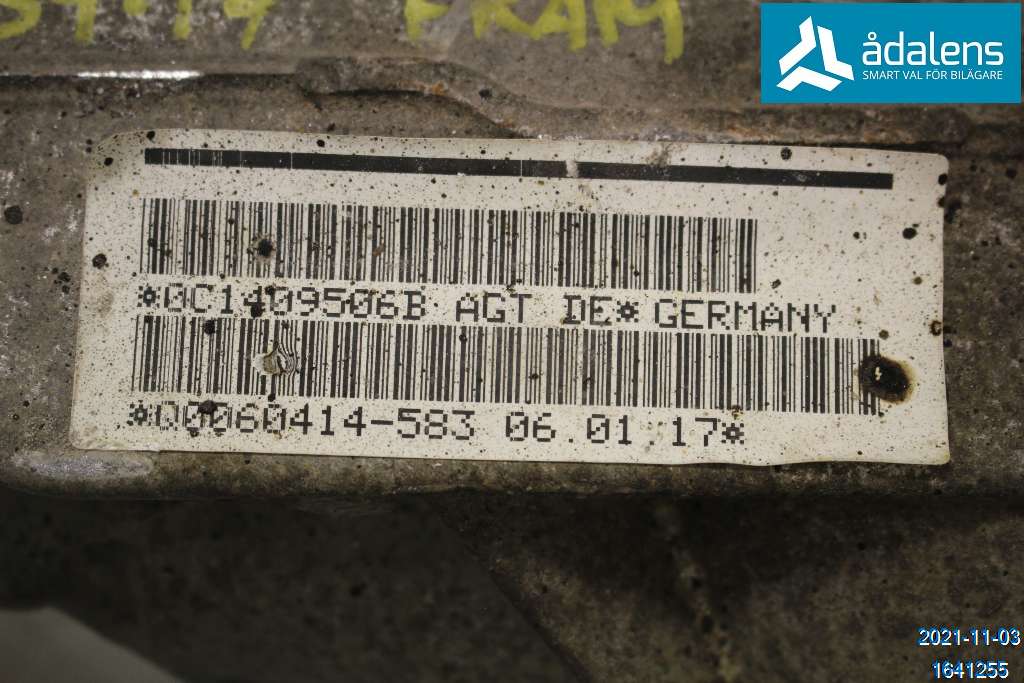 FRAM
ådalens
SMART VAL FÖR BILÄGARE
*0C1409506B AGT DE* GERMANY
*00060414-583 06.01.17*
2021-11-03
1641255